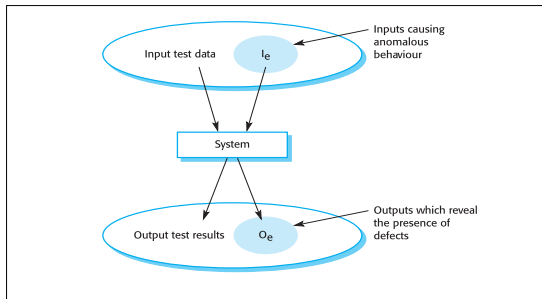 Inputs causing
anomalous
behaviour
Input test data
Ie
System
Outputs which reveal
the presence of
defects
Output test results
Oe